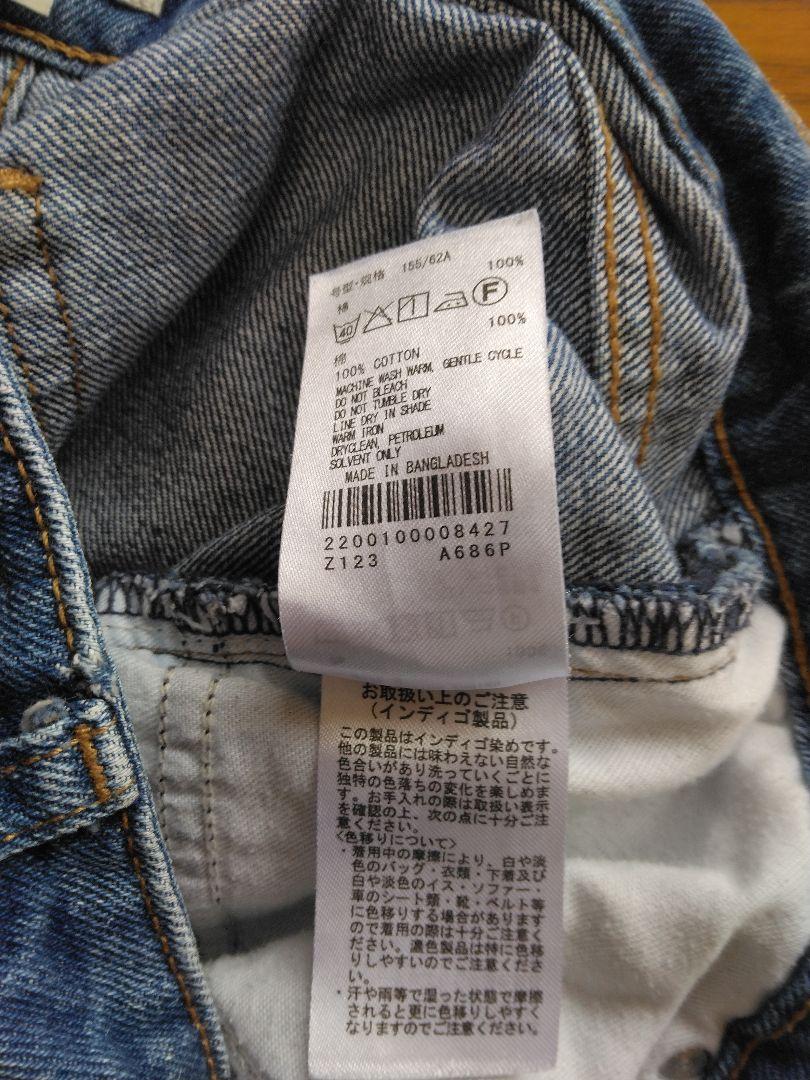 号型・規格 155/62A
棉 100%
40 F
棉 100%
100% COTTON
MACHINE WASH WARM, GENTLE CYCLE
DO NOT BLEACH
DO NOT TUMBLE DRY
LINE DRY IN SHADE
WARM IRON
DRYCLEAN, PETROLEUM
SOLVENT ONLY
MADE IN BANGLADESH
2200100008427
Z123 A686P
お取扱い上のご注意
(インディゴ製品)
この製品はインディゴ染めです。
他の製品には味わえない自然な
色合いがあり洗っていくごとに
独特の色落ちの変化を楽しめま
す。お手入れの際は取扱い表示
を確認の上、次の点に十分ご注
意ください。
<色移りについて>
・着用中の摩擦により、白や淡
色のバッグ・衣類・下着及び
白や淡色のイス・ソファー・
車のシート類・靴・ベルト等
に色移りする場合があります
ので着用の際は十分ご注意く
ださい。濃色製品は特に色移
りしやすいのでご注意くださ
い。
・汗や雨等で湿った状態で摩擦
されると更に色移りしやすく
なりますのでご注意ください。